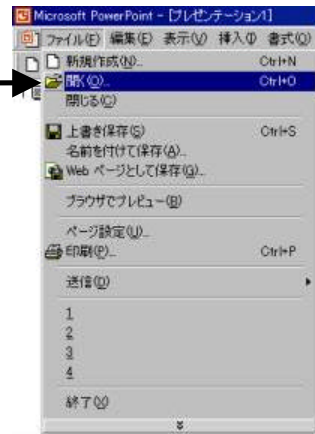 Microsoft PowerPoint - [プレゼンテーション1]
ファイル(F) 編集(E) 表示(V) 挿入(I) 書式(O)
新規作成(N)... Ctrl+N
開く(O)... Ctrl+O
閉じる(C)
上書き保存(S) Ctrl+S
名前を付けて保存(A)...
Web ページとして保存(G)...
ブラウザでプレビュー(B)
ページ設定(U)...
印刷(P)... Ctrl+P
送信(D)
1
2
3
4
終了(X)